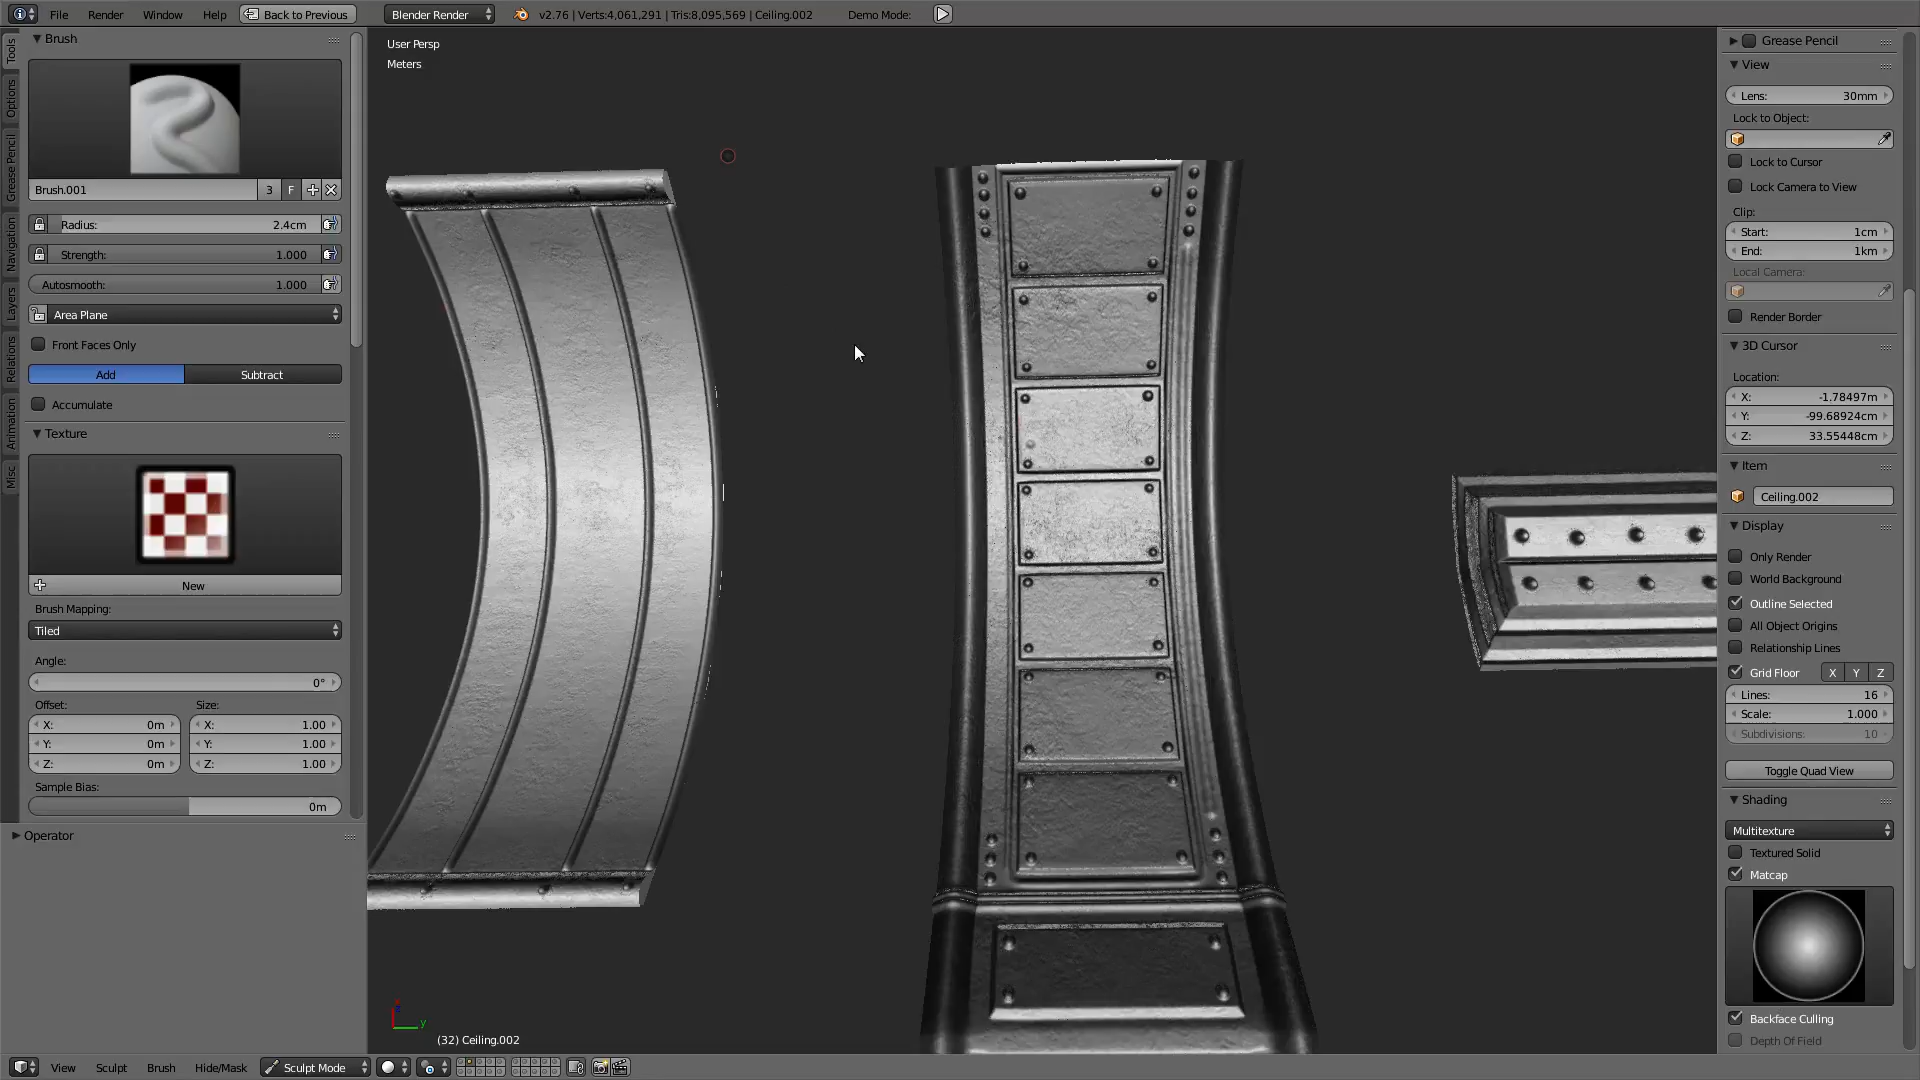 File Render Window Help Back to Previous Blender Render v2.76 | Verts:4,061,291 | Tris:8,095,569 | Ceiling.002 Demo Mode:
Tools
Options
Grease Pencil
Navigation
Layers
Relations
Animation
Misc
Brush
Brush.001 3 F
Radius: 2.4cm
Strength: 1.000
Autosmooth: 1.000
Area Plane
Front Faces Only
Add Subtract
Accumulate
Texture
New
Brush Mapping:
Tiled
Angle:
0°
Offset: Size:
X: 0m X: 1.00
Y: 0m Y: 1.00
Z: 0m Z: 1.00
Sample Bias:
0m
Operator
User Persp
Meters
y
(32) Ceiling.002
Grease Pencil
View
Lens: 30mm
Lock to Object:
Lock to Cursor
Lock Camera to View
Clip:
Start: 1cm
End: 1km
Local Camera:
Render Border
3D Cursor
Location:
X: -1.78497m
Y: -99.68924cm
Z: 33.55448cm
Item
Ceiling.002
Display
Only Render
World Background
Outline Selected
All Object Origins
Relationship Lines
Grid Floor X Y Z
Lines: 16
Scale: 1.000
Subdivisions: 10
Toggle Quad View
Shading
Multitexture
Textured Solid
Matcap
Backface Culling
Depth Of Field
View Sculpt Brush Hide/Mask Sculpt Mode